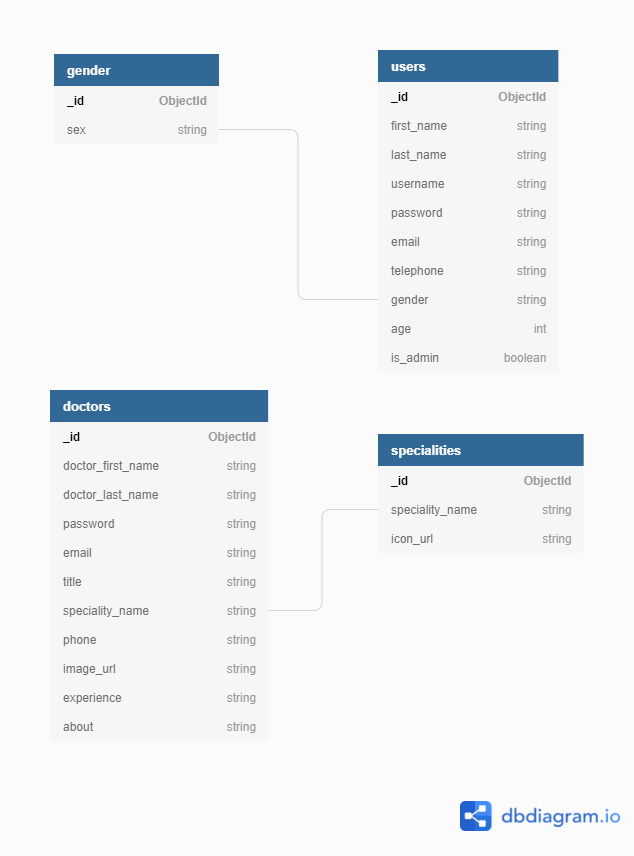 gender
_id ObjectId
sex string
users
_id ObjectId
first_name string
last_name string
username string
password string
email string
telephone string
gender string
age int
is_admin boolean
doctors
_id ObjectId
doctor_first_name string
doctor_last_name string
password string
email string
title string
speciality_name string
phone string
image_url string
experience string
about string
specialities
_id ObjectId
speciality_name string
icon_url string
dbdiagram.io